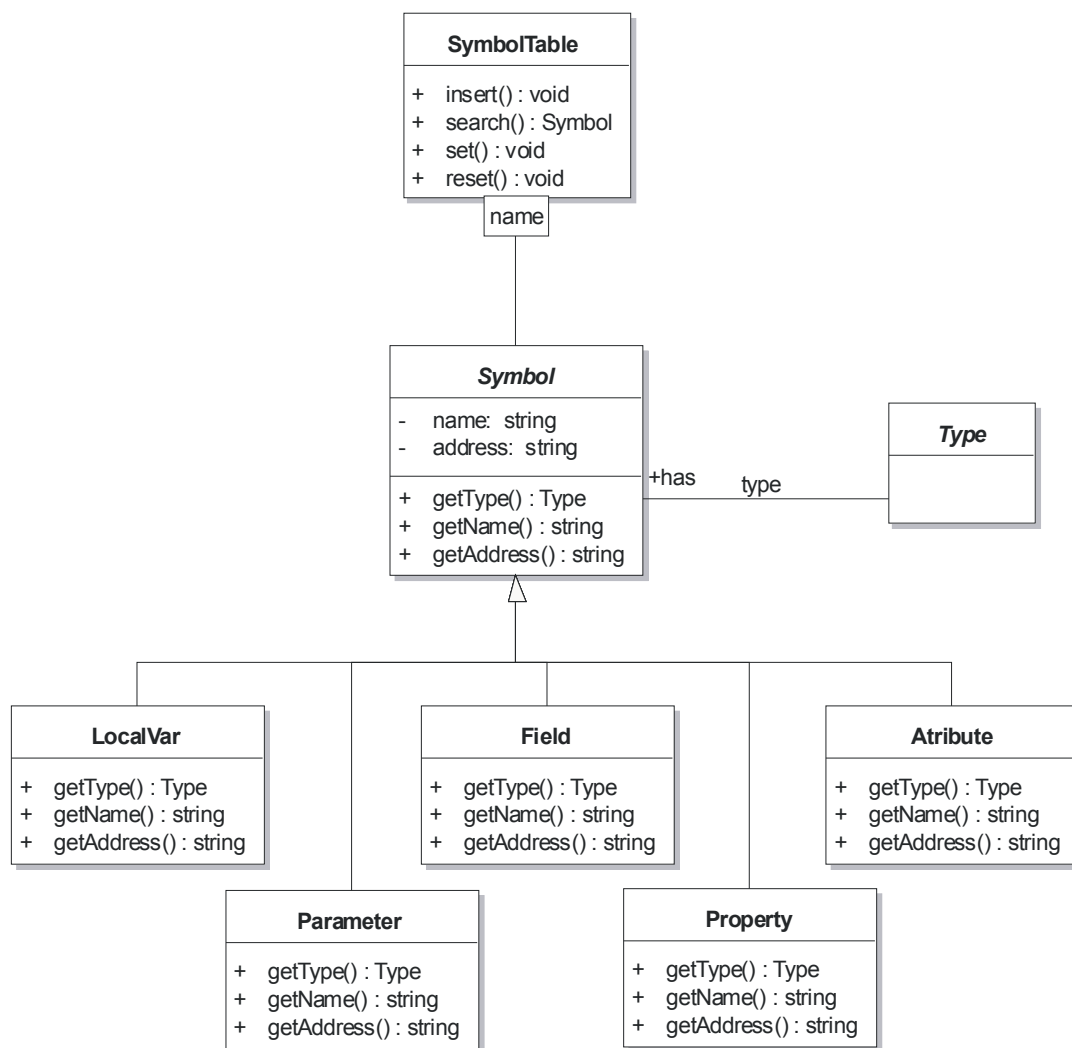 SymbolTable
+ insert() : void
+ search() : Symbol
+ set() : void
+ reset() : void
name
Symbol
- name: string
- address: string
+ getType() : Type
+ getName() : string
+ getAddress() : string
+has
type
Type
LocalVar
+ getType() : Type
+ getName() : string
+ getAddress() : string
Field
+ getType() : Type
+ getName() : string
+ getAddress() : string
Atribute
+ getType() : Type
+ getName() : string
+ getAddress() : string
Parameter
+ getType() : Type
+ getName() : string
+ getAddress() : string
Property
+ getType() : Type
+ getName() : string
+ getAddress() : string